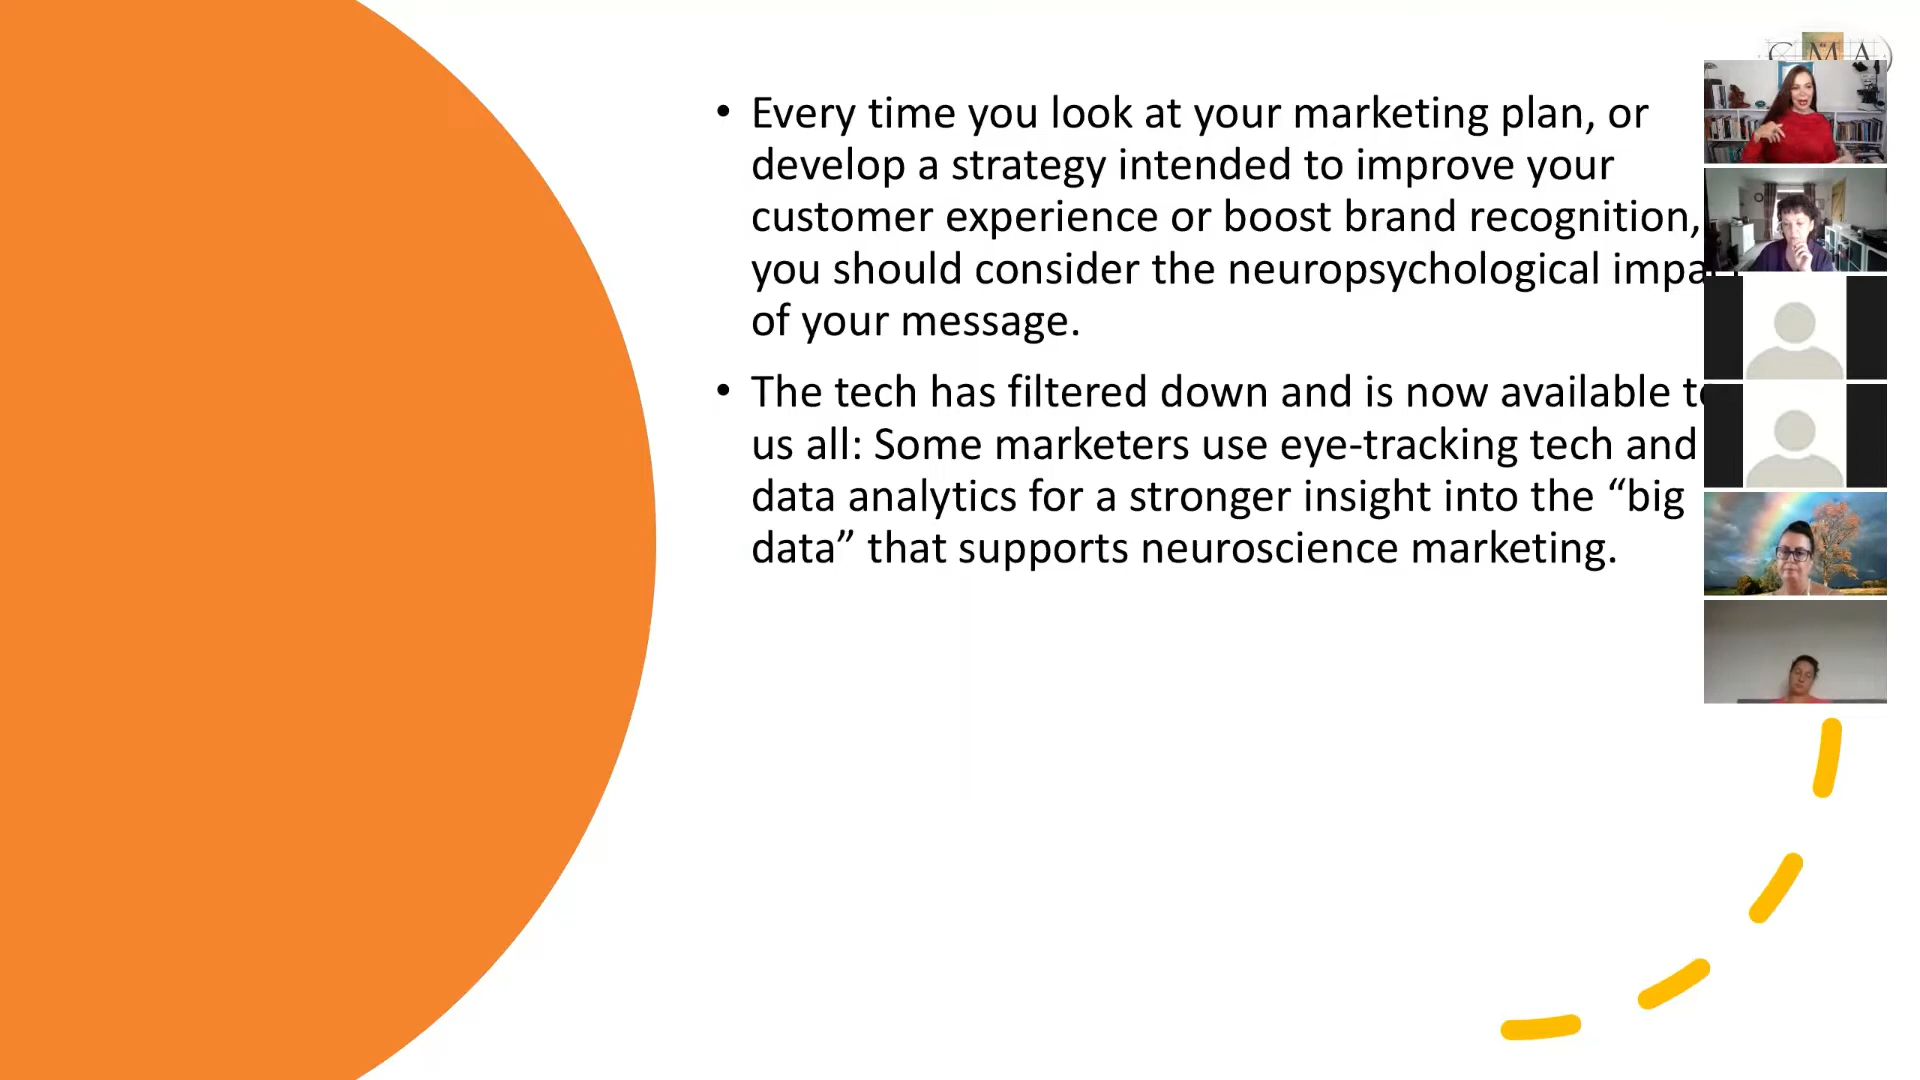 CMA
• Every time you look at your marketing plan, or
develop a strategy intended to improve your
customer experience or boost brand recognition,
you should consider the neuropsychological
of your message.
• The tech has filtered down and is now available to
us all: Some marketers use eye-tracking tech and
data analytics for a stronger insight into the “big
data” that supports neuroscience marketing.